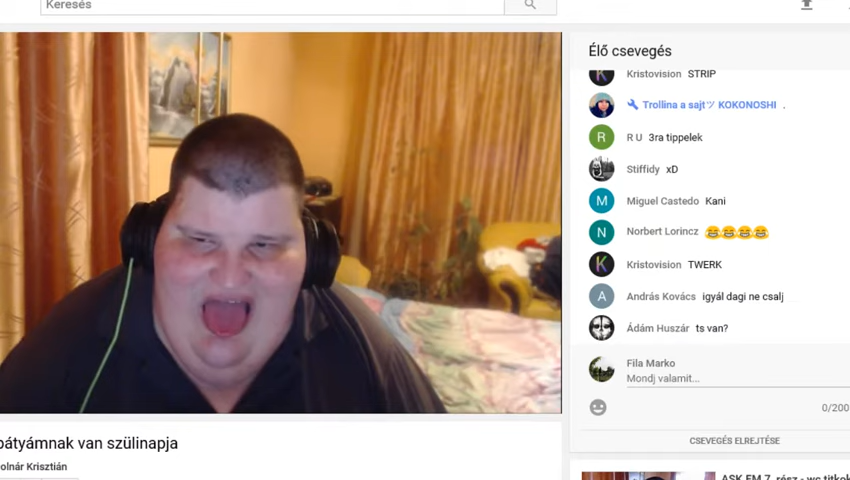 Keresés
Élő csevegés
Kristovision STRIP
Trollina a sajtツ KOKONOSHI .
R
R U 3ra tippelek
Stiffidy xD
M
Miguel Castedo Kani
N
Norbert Lorincz 😂😂😂😂
Kristovision TWERK
A
András Kovács igyál dagi ne csalj
Ádám Huszár ts van?
Fila Marko
Mondj valamit...
0/200
CSEVEGÉS ELREJTÉSE
bátyámnak van szülinapja
olnár Krisztián
ASK FM 7. rész - wc titkok